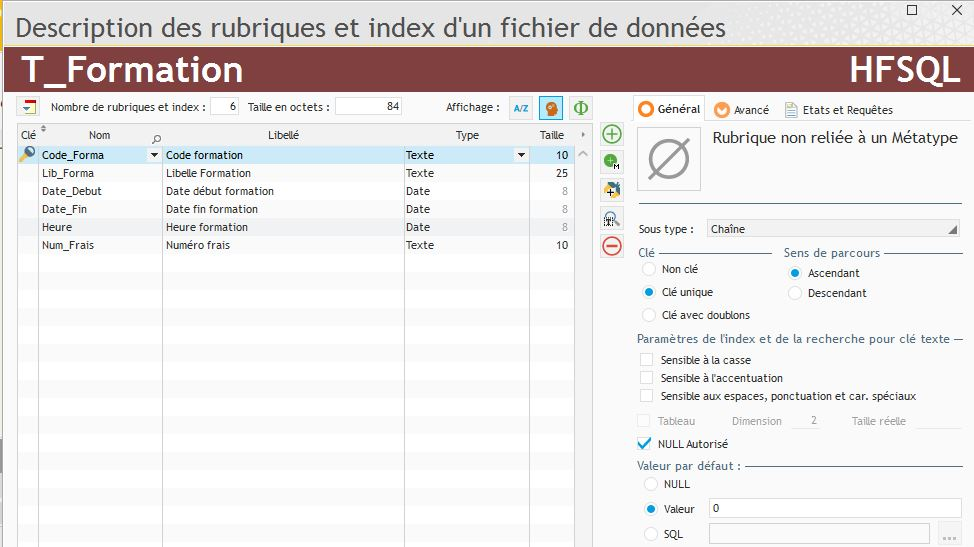 Description des rubriques et index d'un fichier de données
T_Formation HFSQL
Nombre de rubriques et index : 6 Taille en octets : 84 Affichage : A/Z Φ
Clé Nom Libellé Type Taille
Code_Forma Code formation Texte 10
Lib_Forma Libelle Formation Texte 25
Date_Debut Date début formation Date 8
Date_Fin Date fin formation Date 8
Heure Heure formation Date 8
Num_Frais Numéro frais Texte 10
M
Général Avancé Etats et Requêtes
Rubrique non reliée à un Métatype
Sous type : Chaîne
Clé Sens de parcours
Non clé Ascendant
Clé unique Descendant
Clé avec doublons
Paramètres de l'index et de la recherche pour clé texte
Sensible à la casse
Sensible à l'accentuation
Sensible aux espaces, ponctuation et car. spéciaux
Tableau Dimension 2 Taille réelle
NULL Autorisé
Valeur par défaut :
NULL
Valeur 0
SQL ...